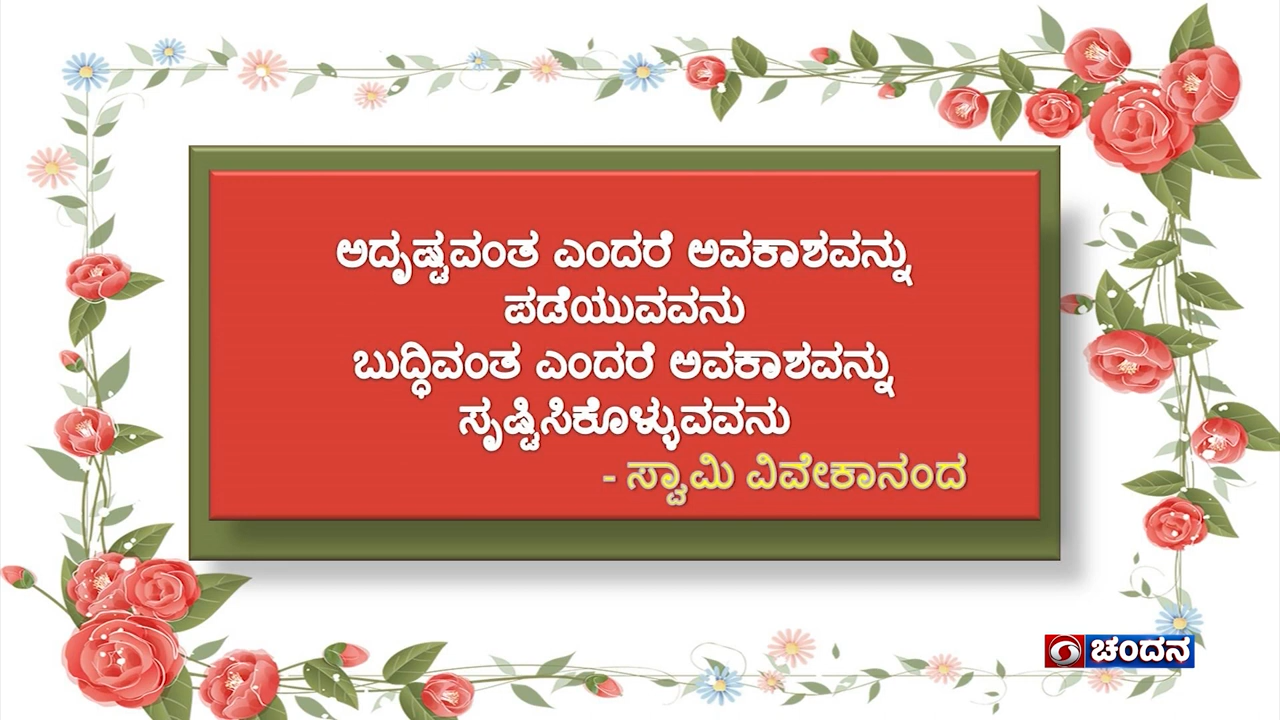 ಅದೃಷ್ಟವಂತ ಎಂದರೆ ಅವಕಾಶವನ್ನು
ಪಡೆಯುವವನು
ಬುದ್ಧಿವಂತ ಎಂದರೆ ಅವಕಾಶವನ್ನು
ಸೃಷ್ಟಿಸಿಕೊಳ್ಳುವವನು
- ಸ್ವಾಮಿ ವಿವೇಕಾನಂದ
ಚಂದನ